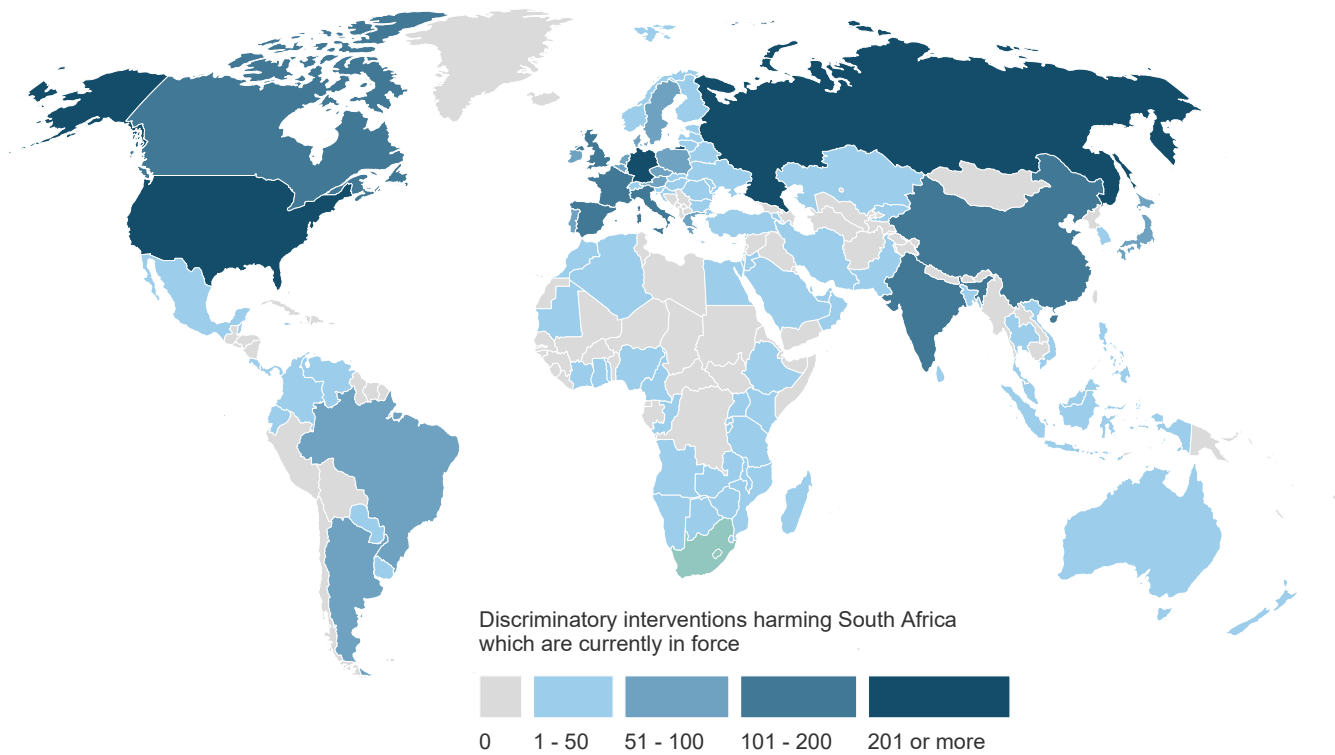 Discriminatory interventions harming South Africa
which are currently in force
0 1 - 50 51 - 100 101 - 200 201 or more